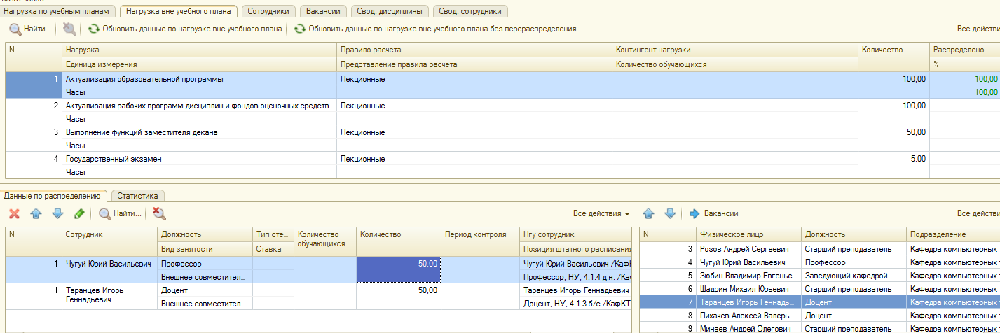 Нагрузка по учебным планам Нагрузка вне учебного плана Сотрудники Вакансии Свод: дисциплины Свод: сотрудники
Найти... Обновить данные по нагрузке вне учебного плана Обновить данные по нагрузке вне учебного плана без перераспределения Все действи
N Нагрузка Правило расчета Контингент нагрузки Количество Распределено
Единица измерения Представление правила расчета Количество обучающихся %
1 Актуализация образовательной программы Лекционные 100,00 100,00
Часы 100,00
2 Актуализация рабочих программ дисциплин и фондов оценочных средств Лекционные 100,00
Часы
3 Выполнение функций заместителя декана Лекционные 50,00
Часы
4 Государственный экзамен Лекционные 5,00
Часы
Данные по распределению Статистика
Найти... Все действия Вакансии Все действи
N Сотрудник Должность Тип сте... Количество обучающихся Количество Период контроля Нгу сотрудник
Вид занятости Ставка Позиция штатного расписания
1 Чугуй Юрий Васильевич Профессор 50,00 Чугуй Юрий Васильевич /Каф
Внешнее совместител... Профессор, НУ, 4.1.4 д.н. /Ка
1 Таранцев Игорь Геннадьевич Доцент 50,00 Таранцев Игорь Геннадьевич
Внешнее совместител... Доцент, НУ, 4.1.3 б/с /КафКТ
N Физическое лицо Должность Подразделение
3 Розов Андрей Сергеевич Старший преподаватель Кафедра компьютерных
4 Чугуй Юрий Васильевич Профессор Кафедра компьютерных
5 Зюбин Владимир Евгенье... Заведующий кафедрой Кафедра компьютерных
6 Шадрин Михаил Юрьевич Старший преподаватель Кафедра компьютерных
7 Таранцев Игорь Геннадь... Доцент Кафедра компьютерных
8 Лихачев Алексей Валерь... Доцент Кафедра компьютерных
9 Минаев Андрей Олегович Старший преподаватель Кафедра компьютерных